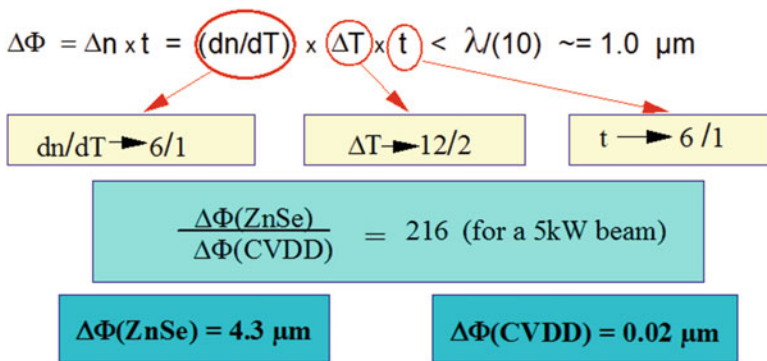 ΔΦ = Δn x t = (dn/dT) x ΔT x t < λ/(10) ~= 1.0 μm
dn/dT → 6/1
ΔT → 12/2
t → 6 /1
ΔΦ(ZnSe)
ΔΦ(CVDD)
= 216 (for a 5kW beam)
ΔΦ(ZnSe) = 4.3 μm
ΔΦ(CVDD) = 0.02 μm